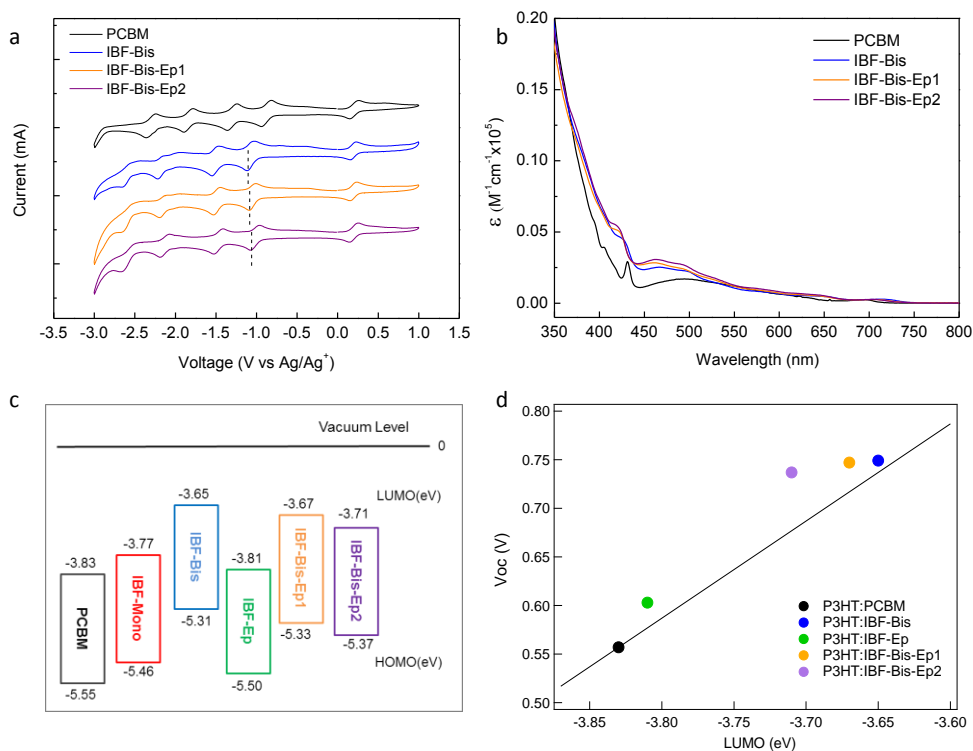 a
PCBM
IBF-Bis
IBF-Bis-Ep1
IBF-Bis-Ep2
Current (mA)
-3.0 -2.5 -2.0 -1.5 -1.0 -0.5 0.0 0.5 1.0 1.5
Voltage (V vs Ag/Ag⁺)
b
PCBM
IBF-Bis
IBF-Bis-Ep1
IBF-Bis-Ep2
ε (M⁻¹cm⁻¹x10⁵)
0.20
0.15
0.10
0.05
0.00
350 400 450 500 550 600 650 700 750 800
Wavelength (nm)
c
Vacuum Level
0
LUMO(eV)
-3.83
-3.77
-3.65
-3.81
-3.67
-3.71
PCBM
IBF-Mono
IBF-Bis
IBF-Ep
IBF-Bis-Ep1
IBF-Bis-Ep2
-5.55
-5.46
-5.31
-5.50
-5.33
-5.37
HOMO(eV)
d
Voc (V)
0.80
0.75
0.70
0.65
0.60
0.55
0.50
P3HT:PCBM
P3HT:IBF-Bis
P3HT:IBF-Ep
P3HT:IBF-Bis-Ep1
P3HT:IBF-Bis-Ep2
-3.85 -3.80 -3.75 -3.70 -3.65 -3.60
LUMO (eV)